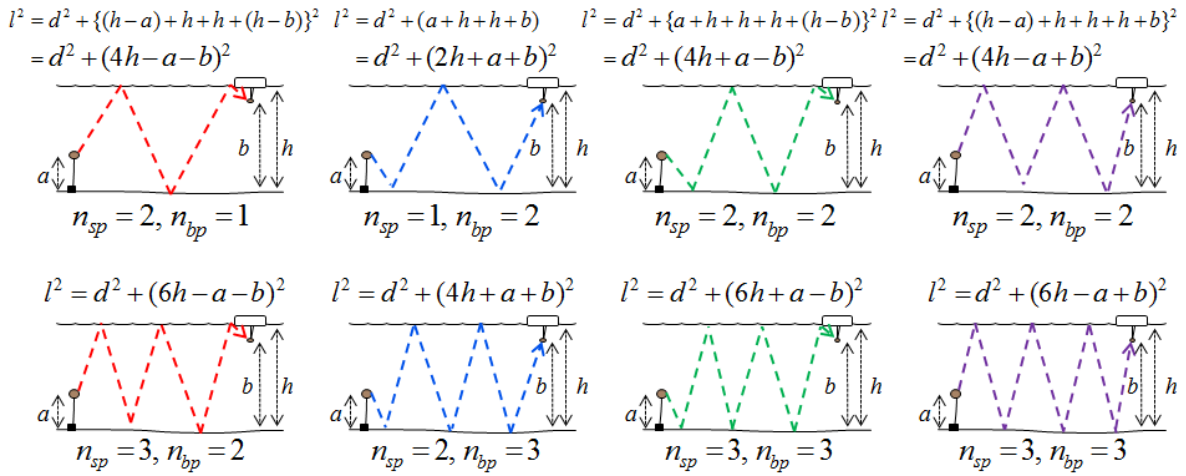 l² = d² + {(h−a)+h+h+(h−b)}²
= d² + (4h−a−b)²
a
b
h
n_sp = 2, n_bp = 1
l² = d² + (a+h+h+b)
= d² + (2h+a+b)²
a
b
h
n_sp = 1, n_bp = 2
l² = d² + {a+h+h+h+(h−b)}²
= d² + (4h+a−b)²
a
b
h
n_sp = 2, n_bp = 2
l² = d² + {(h−a)+h+h+h+b}²
= d² + (4h−a+b)²
a
b
h
n_sp = 2, n_bp = 2
l² = d² + (6h−a−b)²
a
b
h
n_sp = 3, n_bp = 2
l² = d² + (4h+a+b)²
a
b
h
n_sp = 2, n_bp = 3
l² = d² + (6h+a−b)²
a
b
h
n_sp = 3, n_bp = 3
l² = d² + (6h−a+b)²
a
b
h
n_sp = 3, n_bp = 3